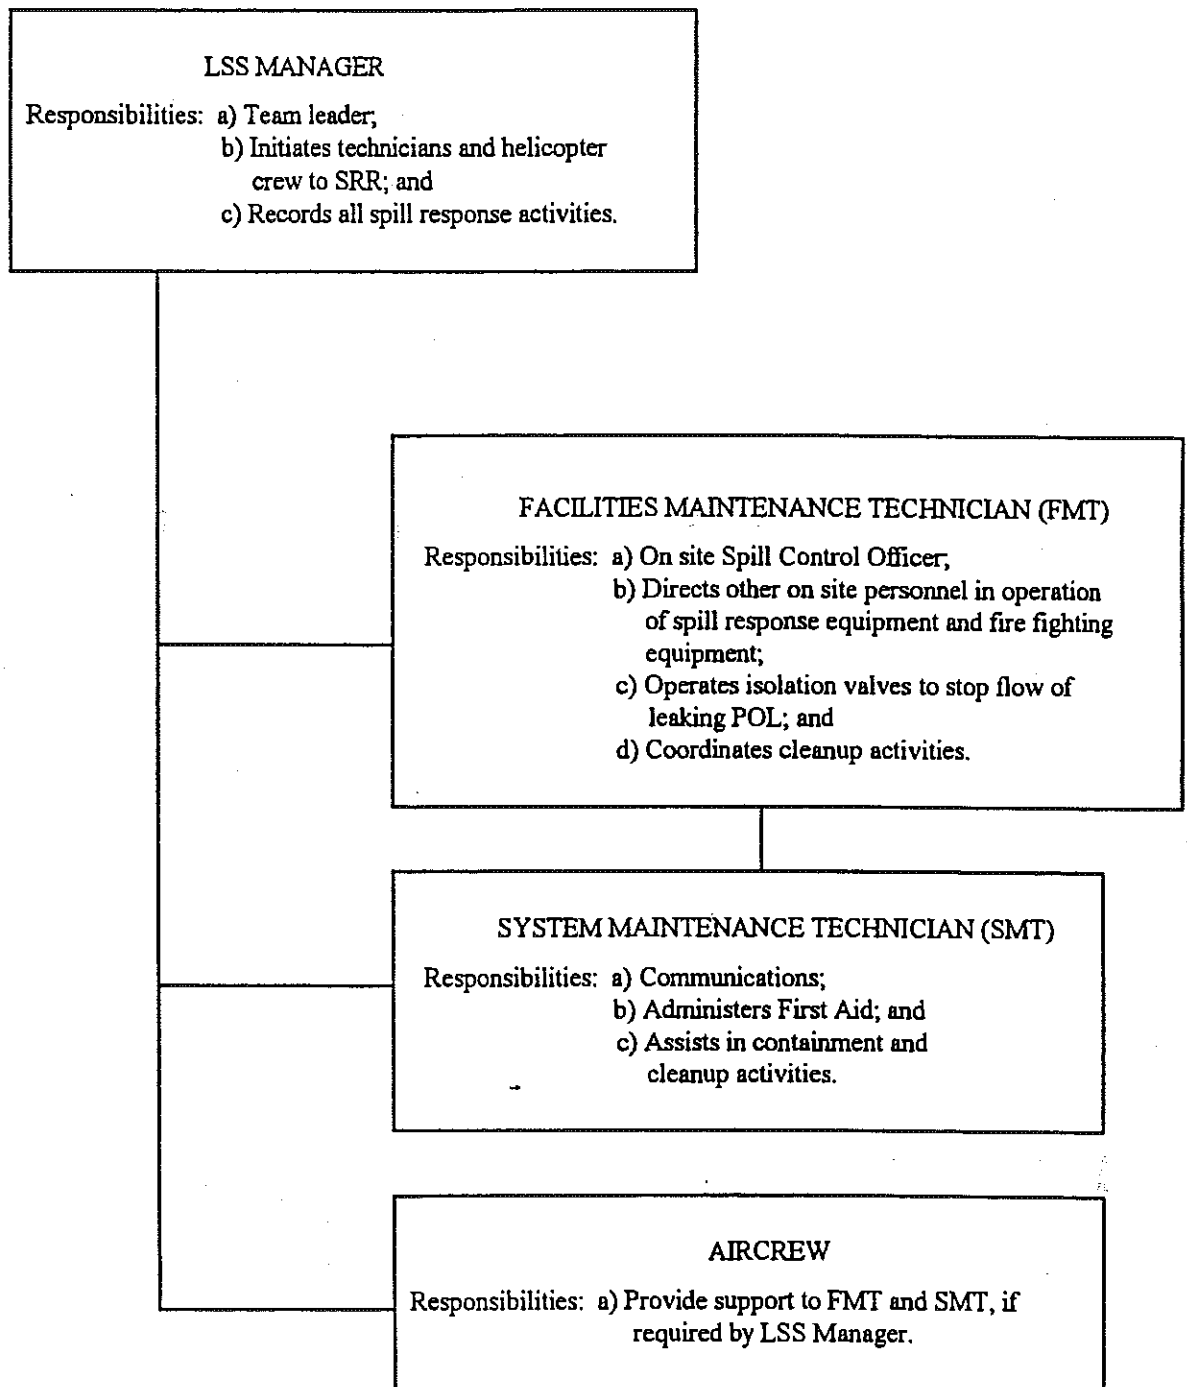 LSS MANAGER
Responsibilities: a) Team leader;
b) Initiates technicians and helicopter
crew to SRR; and
c) Records all spill response activities.
FACILITIES MAINTENANCE TECHNICIAN (FMT)
Responsibilities: a) On site Spill Control Officer;
b) Directs other on site personnel in operation
of spill response equipment and fire fighting
equipment;
c) Operates isolation valves to stop flow of
leaking POL; and
d) Coordinates cleanup activities.
SYSTEM MAINTENANCE TECHNICIAN (SMT)
Responsibilities: a) Communications;
b) Administers First Aid; and
c) Assists in containment and
cleanup activities.
AIRCREW
Responsibilities: a) Provide support to FMT and SMT, if
required by LSS Manager.